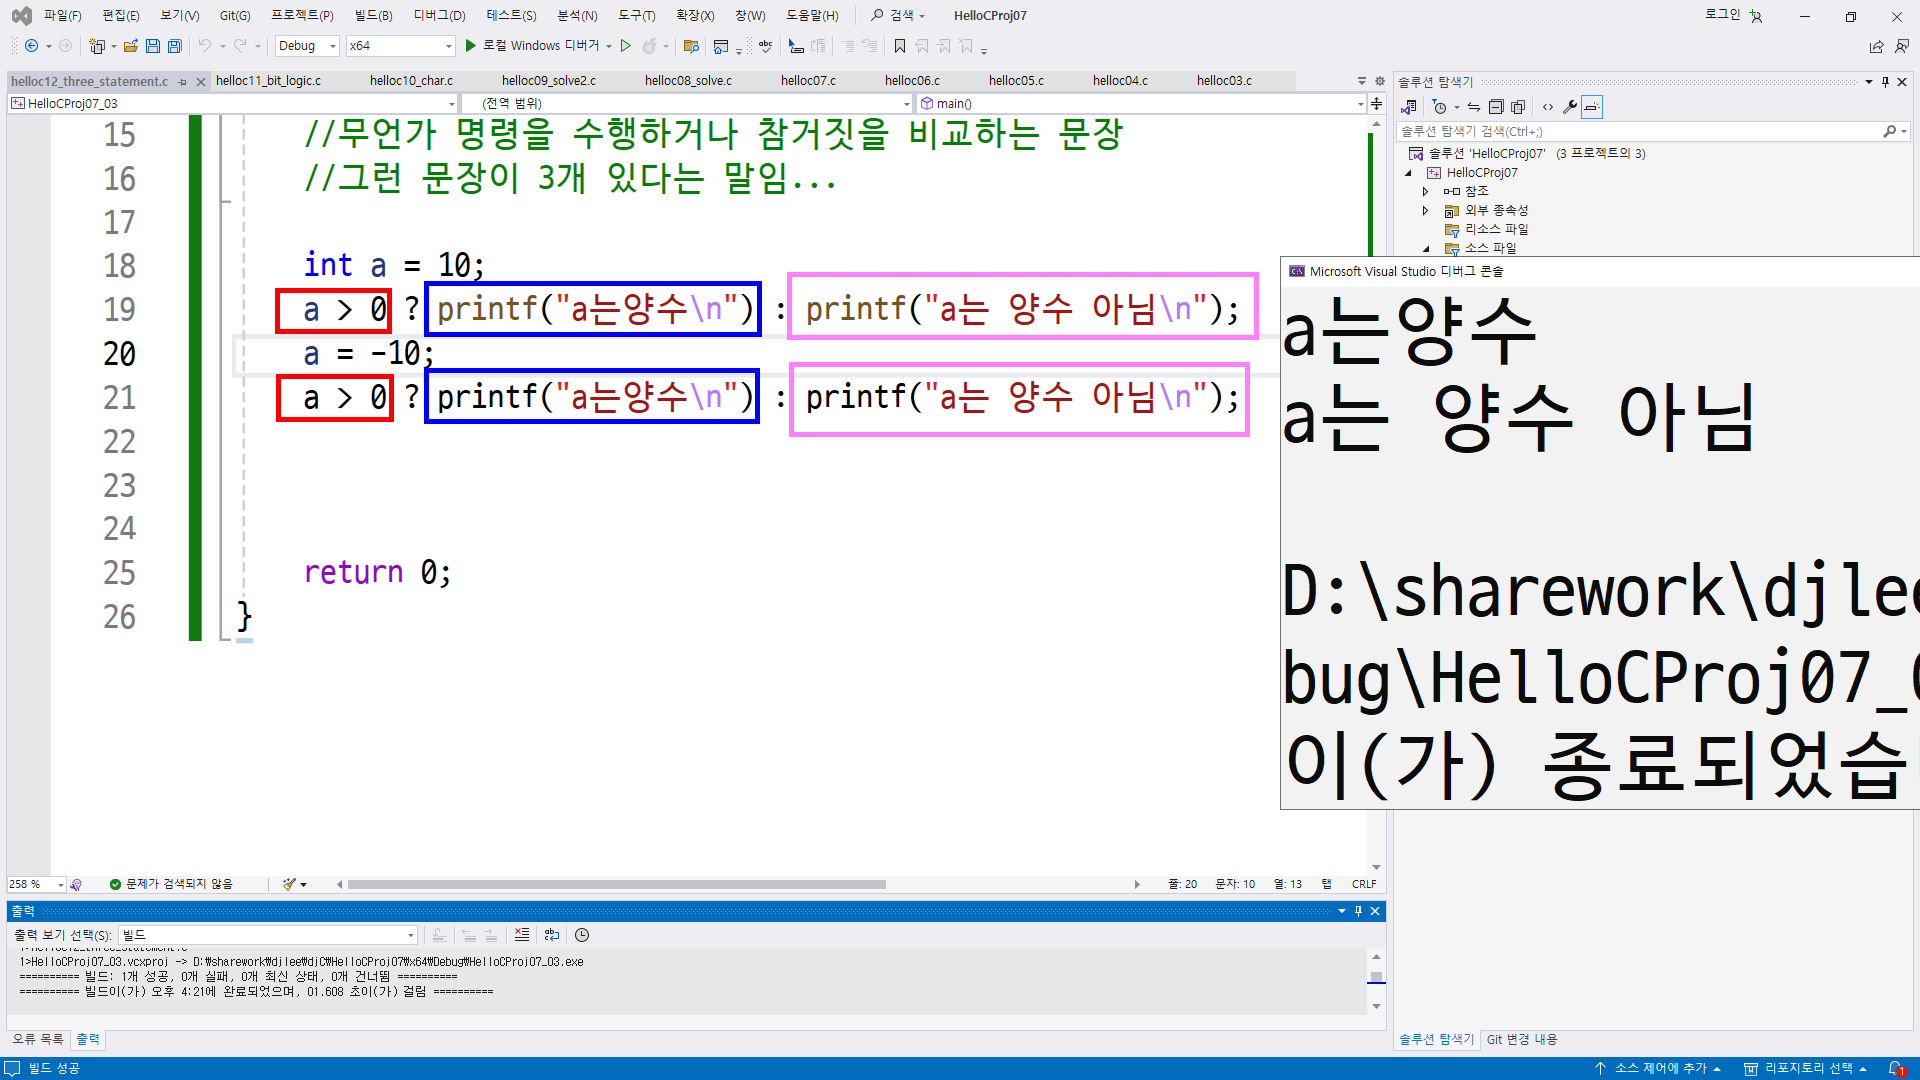 파일(F) 편집(E) 보기(V) Git(G) 프로젝트(P) 빌드(B) 디버그(D) 테스트(S) 분석(N) 도구(T) 확장(X) 창(W) 도움말(H) 검색 HelloCProj07 로그인
Debug x64 로컬 Windows 디버거
helloc12_three_statement.c helloc11_bit_logic.c helloc10_char.c helloc09_solve2.c helloc08_solve.c helloc07.c helloc06.c helloc05.c helloc04.c helloc03.c
HelloCProj07_03 (전역 범위) main()
15 //무언가 명령을 수행하거나 참거짓을 비교하는 문장
16 //그런 문장이 3개 있다는 말임...
17
18 int a = 10;
19 a > 0 ? printf("a는양수\n") : printf("a는 양수 아님\n");
20 a = -10;
21 a > 0 ? printf("a는양수\n") : printf("a는 양수 아님\n");
22
23
24
25 return 0;
26 }
258 % 문제가 검색되지 않음 줄: 20 문자: 10 열: 13 탭 CRLF
솔루션 탐색기
솔루션 탐색기 검색(Ctrl+;)
솔루션 'HelloCProj07' (3 프로젝트의 3)
HelloCProj07
참조
외부 종속성
리소스 파일
소스 파일
Microsoft Visual Studio 디버그 콘솔
a는양수
a는 양수 아님
D:\sharework\djlee
bug\HelloCProj07_0
이(가) 종료되었습
출력
출력 보기 선택(S): 빌드
1>helloc12_three_statement.c
1>HelloCProj07_03.vcxproj -> D:₩sharework₩djlee₩djC₩HelloCProj07₩x64₩Debug₩HelloCProj07_03.exe
========== 빌드: 1개 성공, 0개 실패, 0개 최신 상태, 0개 건너뜀 ==========
========== 빌드이(가) 오후 4:21에 완료되었으며, 01.608 초이(가) 걸림 ==========
오류 목록 출력
솔루션 탐색기 Git 변경 내용
빌드 성공 소스 제어에 추가 리포지토리 선택 1